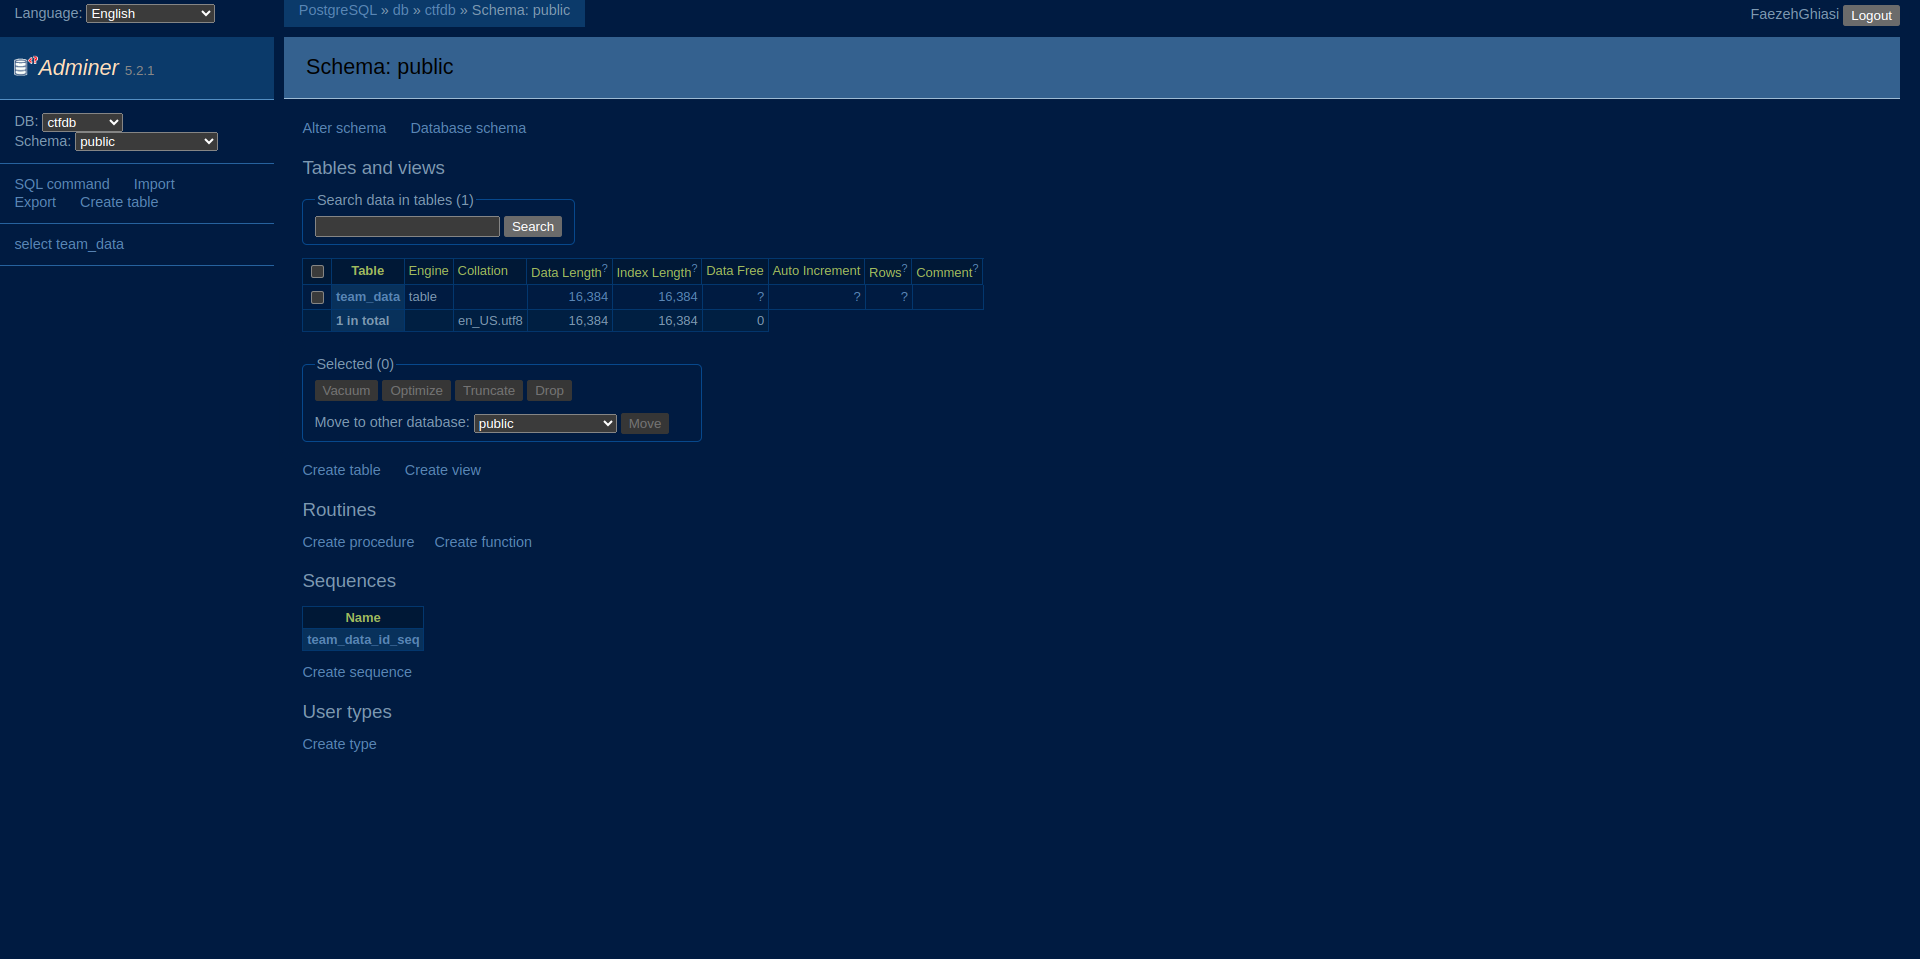 Language: English
PostgreSQL » db » ctfdb » Schema: public
FaezehGhiasi Logout
Adminer 5.2.1
DB: ctfdb
Schema: public
SQL command Import
Export Create table
select team_data
Schema: public
Alter schema Database schema
Tables and views
Search data in tables (1)
Search
Table Engine Collation Data Length? Index Length? Data Free Auto Increment Rows? Comment?
team_data table 16,384 16,384 ? ? ?
1 in total en_US.utf8 16,384 16,384 0
Selected (0)
Vacuum Optimize Truncate Drop
Move to other database: public Move
Create table Create view
Routines
Create procedure Create function
Sequences
Name
team_data_id_seq
Create sequence
User types
Create type